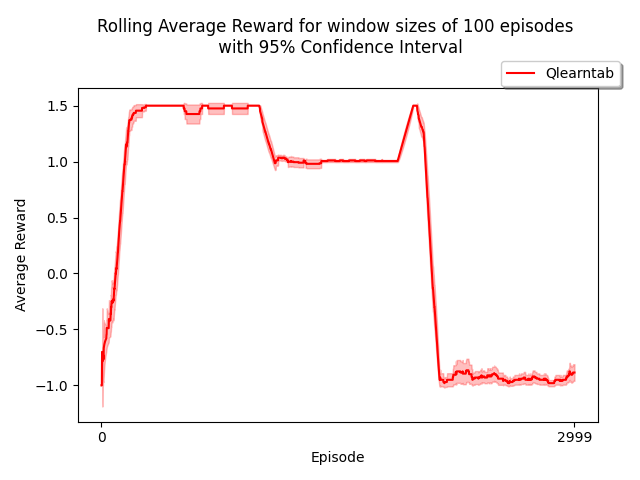 Rolling Average Reward for window sizes of 100 episodes
with 95% Confidence Interval
Qlearntab
1.5
1.0
0.5
0.0
−0.5
−1.0
Average Reward
0
2999
Episode